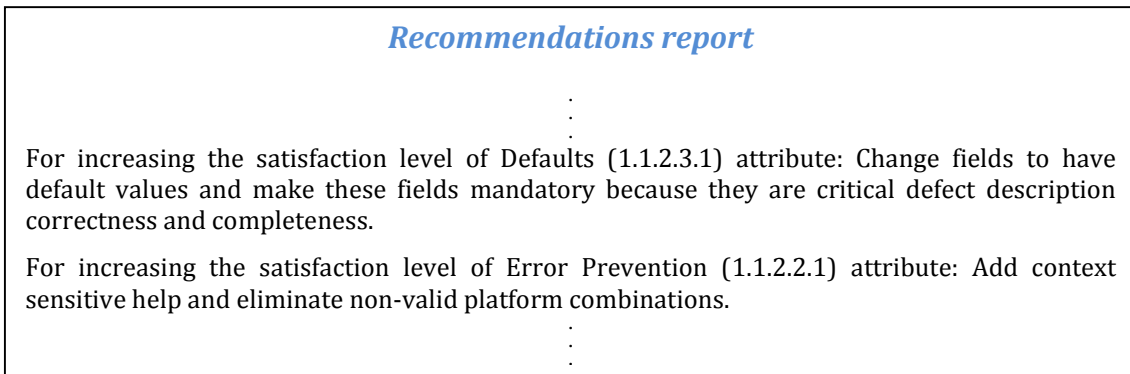 Recommendations report
.
.
.
For increasing the satisfaction level of Defaults (1.1.2.3.1) attribute: Change fields to have
default values and make these fields mandatory because they are critical defect description
correctness and completeness.
For increasing the satisfaction level of Error Prevention (1.1.2.2.1) attribute: Add context
sensitive help and eliminate non-valid platform combinations.
.
.
.